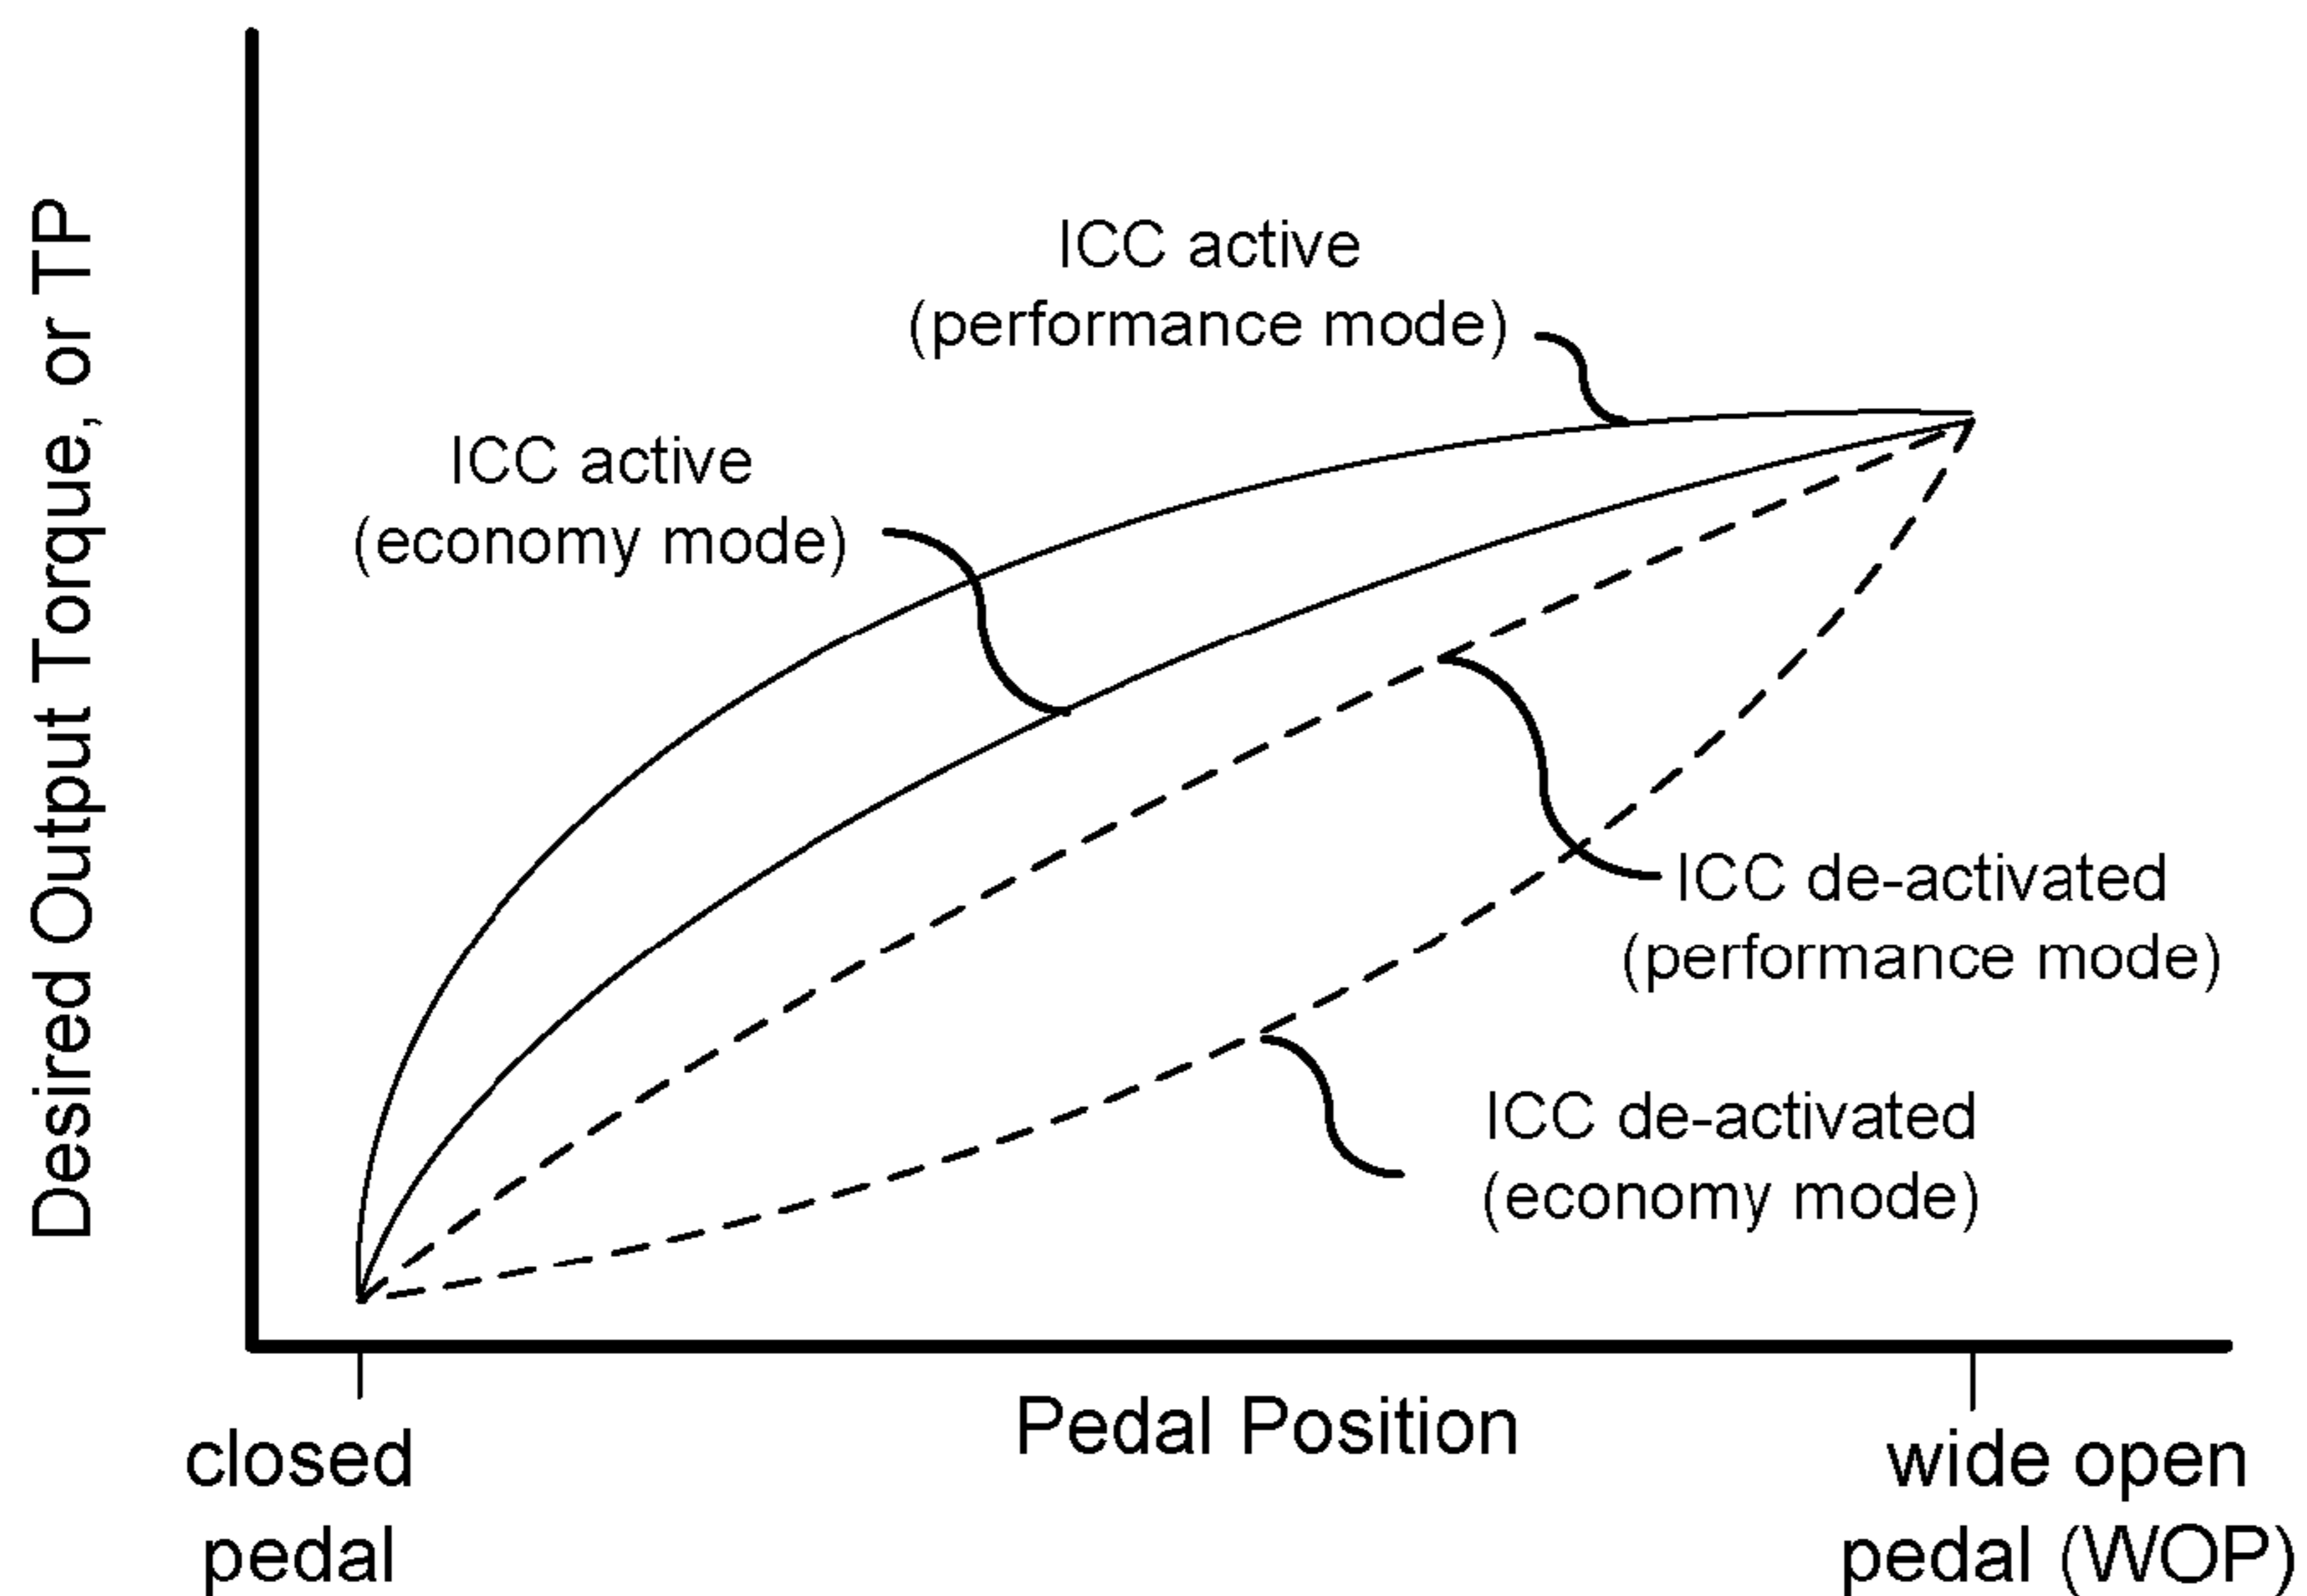 Desired Output Torque, or TP
ICC active
(performance mode)
ICC active
(economy mode)
ICC de-activated
(performance mode)
ICC de-activated
(economy mode)
closed
pedal
Pedal Position
wide open
pedal (WOP)